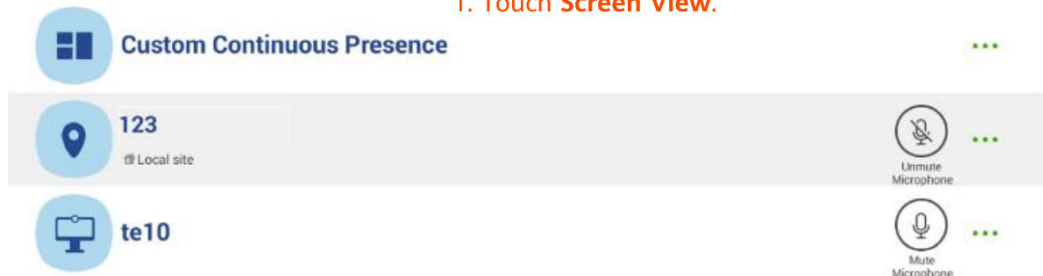 1. Touch Screen View.
Custom Continuous Presence
123
Local site
Unmute
Microphone
te10
Mute
Microphone